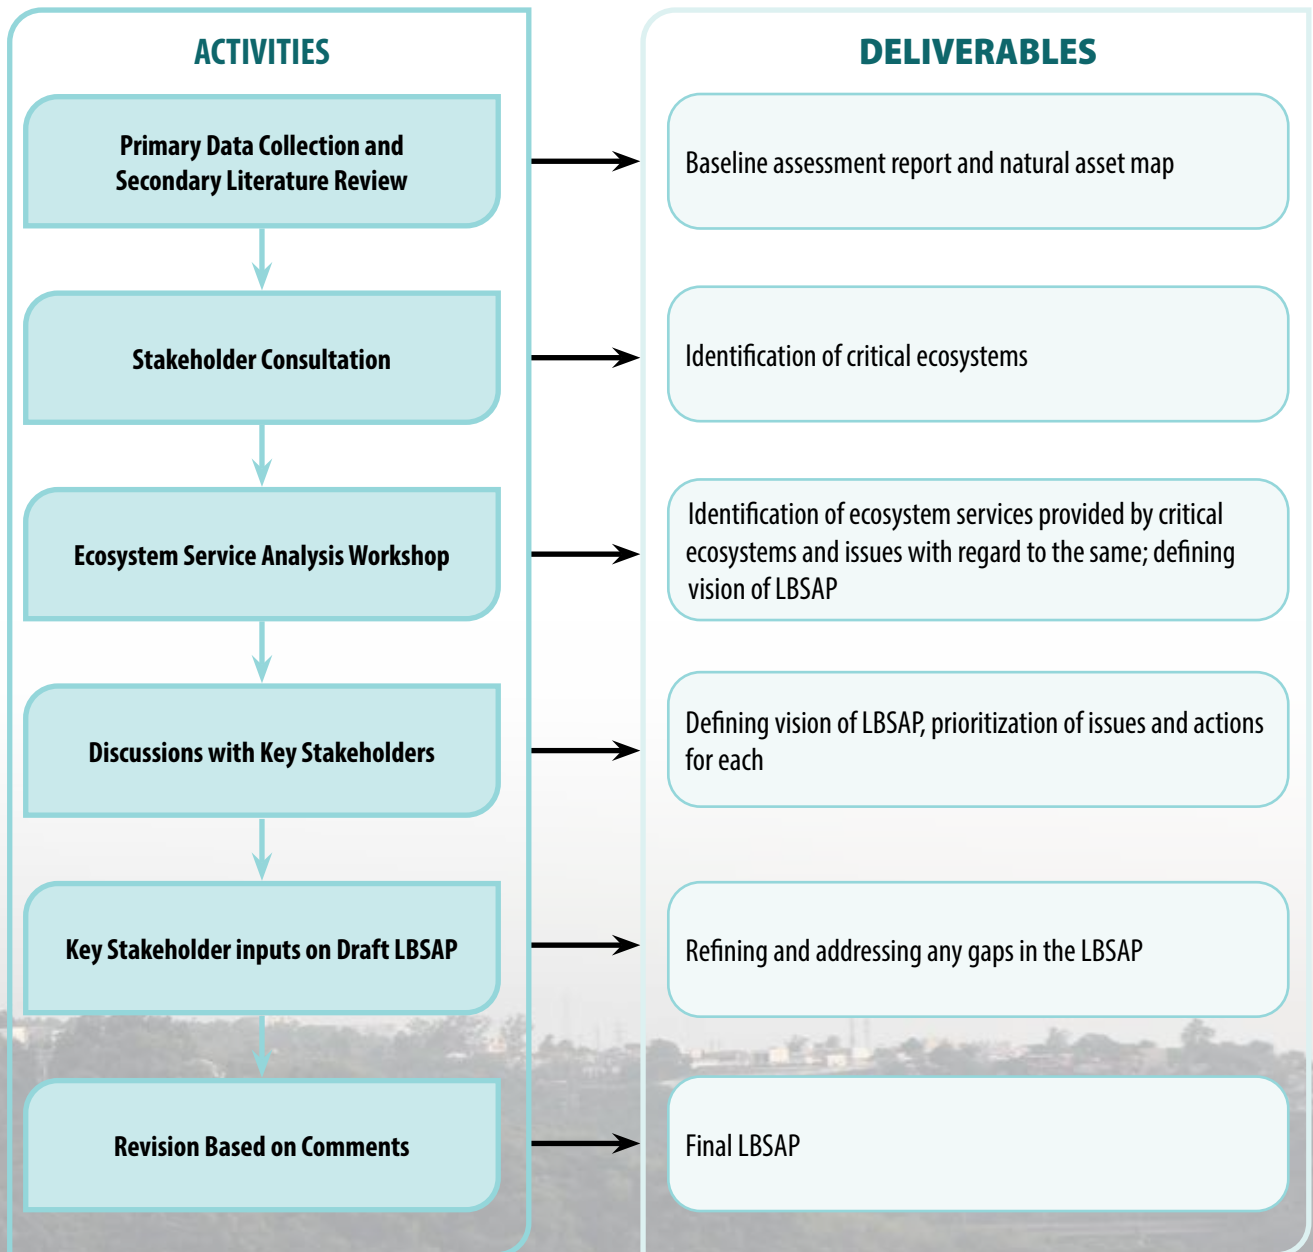 ACTIVITIES
DELIVERABLES
Primary Data Collection and
Secondary Literature Review
Baseline assessment report and natural asset map
Stakeholder Consultation
Identification of critical ecosystems
Ecosystem Service Analysis Workshop
Identification of ecosystem services provided by critical
ecosystems and issues with regard to the same; defining
vision of LBSAP
Discussions with Key Stakeholders
Defining vision of LBSAP, prioritization of issues and actions
for each
Key Stakeholder inputs on Draft LBSAP
Refining and addressing any gaps in the LBSAP
Revision Based on Comments
Final LBSAP